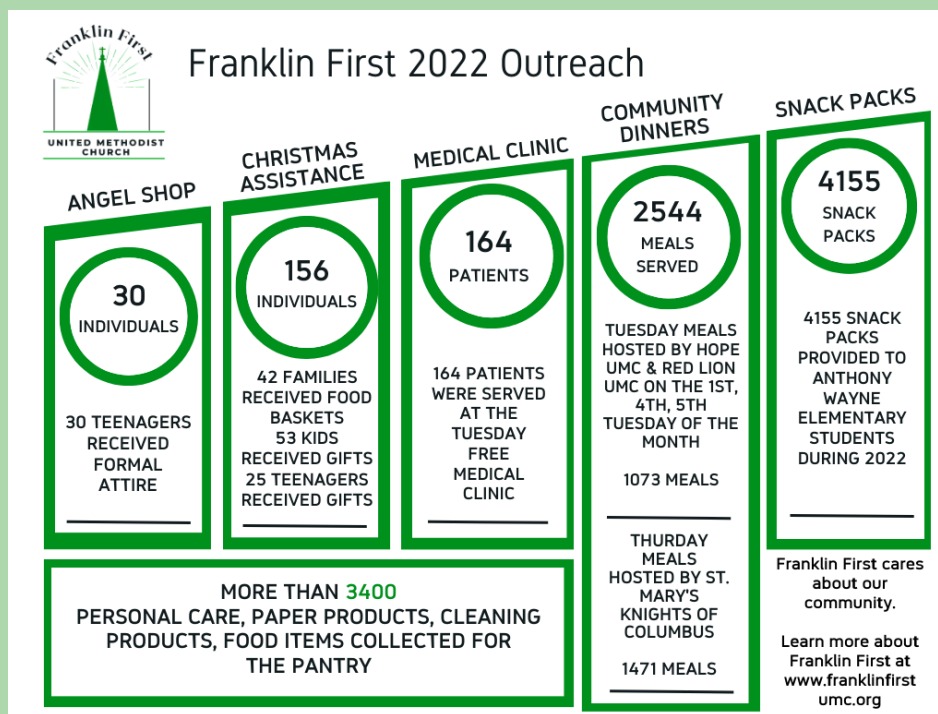 Franklin First
UNITED METHODIST
CHURCH
Franklin First 2022 Outreach
ANGEL SHOP
30
INDIVIDUALS
30 TEENAGERS
RECEIVED
FORMAL
ATTIRE
CHRISTMAS
ASSISTANCE
156
INDIVIDUALS
42 FAMILIES
RECEIVED FOOD
BASKETS
53 KIDS
RECEIVED GIFTS
25 TEENAGERS
RECEIVED GIFTS
MEDICAL CLINIC
164
PATIENTS
164 PATIENTS
WERE SERVED
AT THE
TUESDAY
FREE
MEDICAL
CLINIC
COMMUNITY
DINNERS
2544
MEALS
SERVED
TUESDAY MEALS
HOSTED BY HOPE
UMC & RED LION
UMC ON THE 1ST,
4TH, 5TH
TUESDAY OF THE
MONTH
1073 MEALS
THURDAY
MEALS
HOSTED BY ST.
MARY'S
KNIGHTS OF
COLUMBUS
1471 MEALS
SNACK PACKS
4155
SNACK
PACKS
4155 SNACK
PACKS
PROVIDED TO
ANTHONY
WAYNE
ELEMENTARY
STUDENTS
DURING 2022
MORE THAN 3400
PERSONAL CARE, PAPER PRODUCTS, CLEANING
PRODUCTS, FOOD ITEMS COLLECTED FOR
THE PANTRY
Franklin First cares
about our
community.
Learn more about
Franklin First at
www.franklinfirst
umc.org